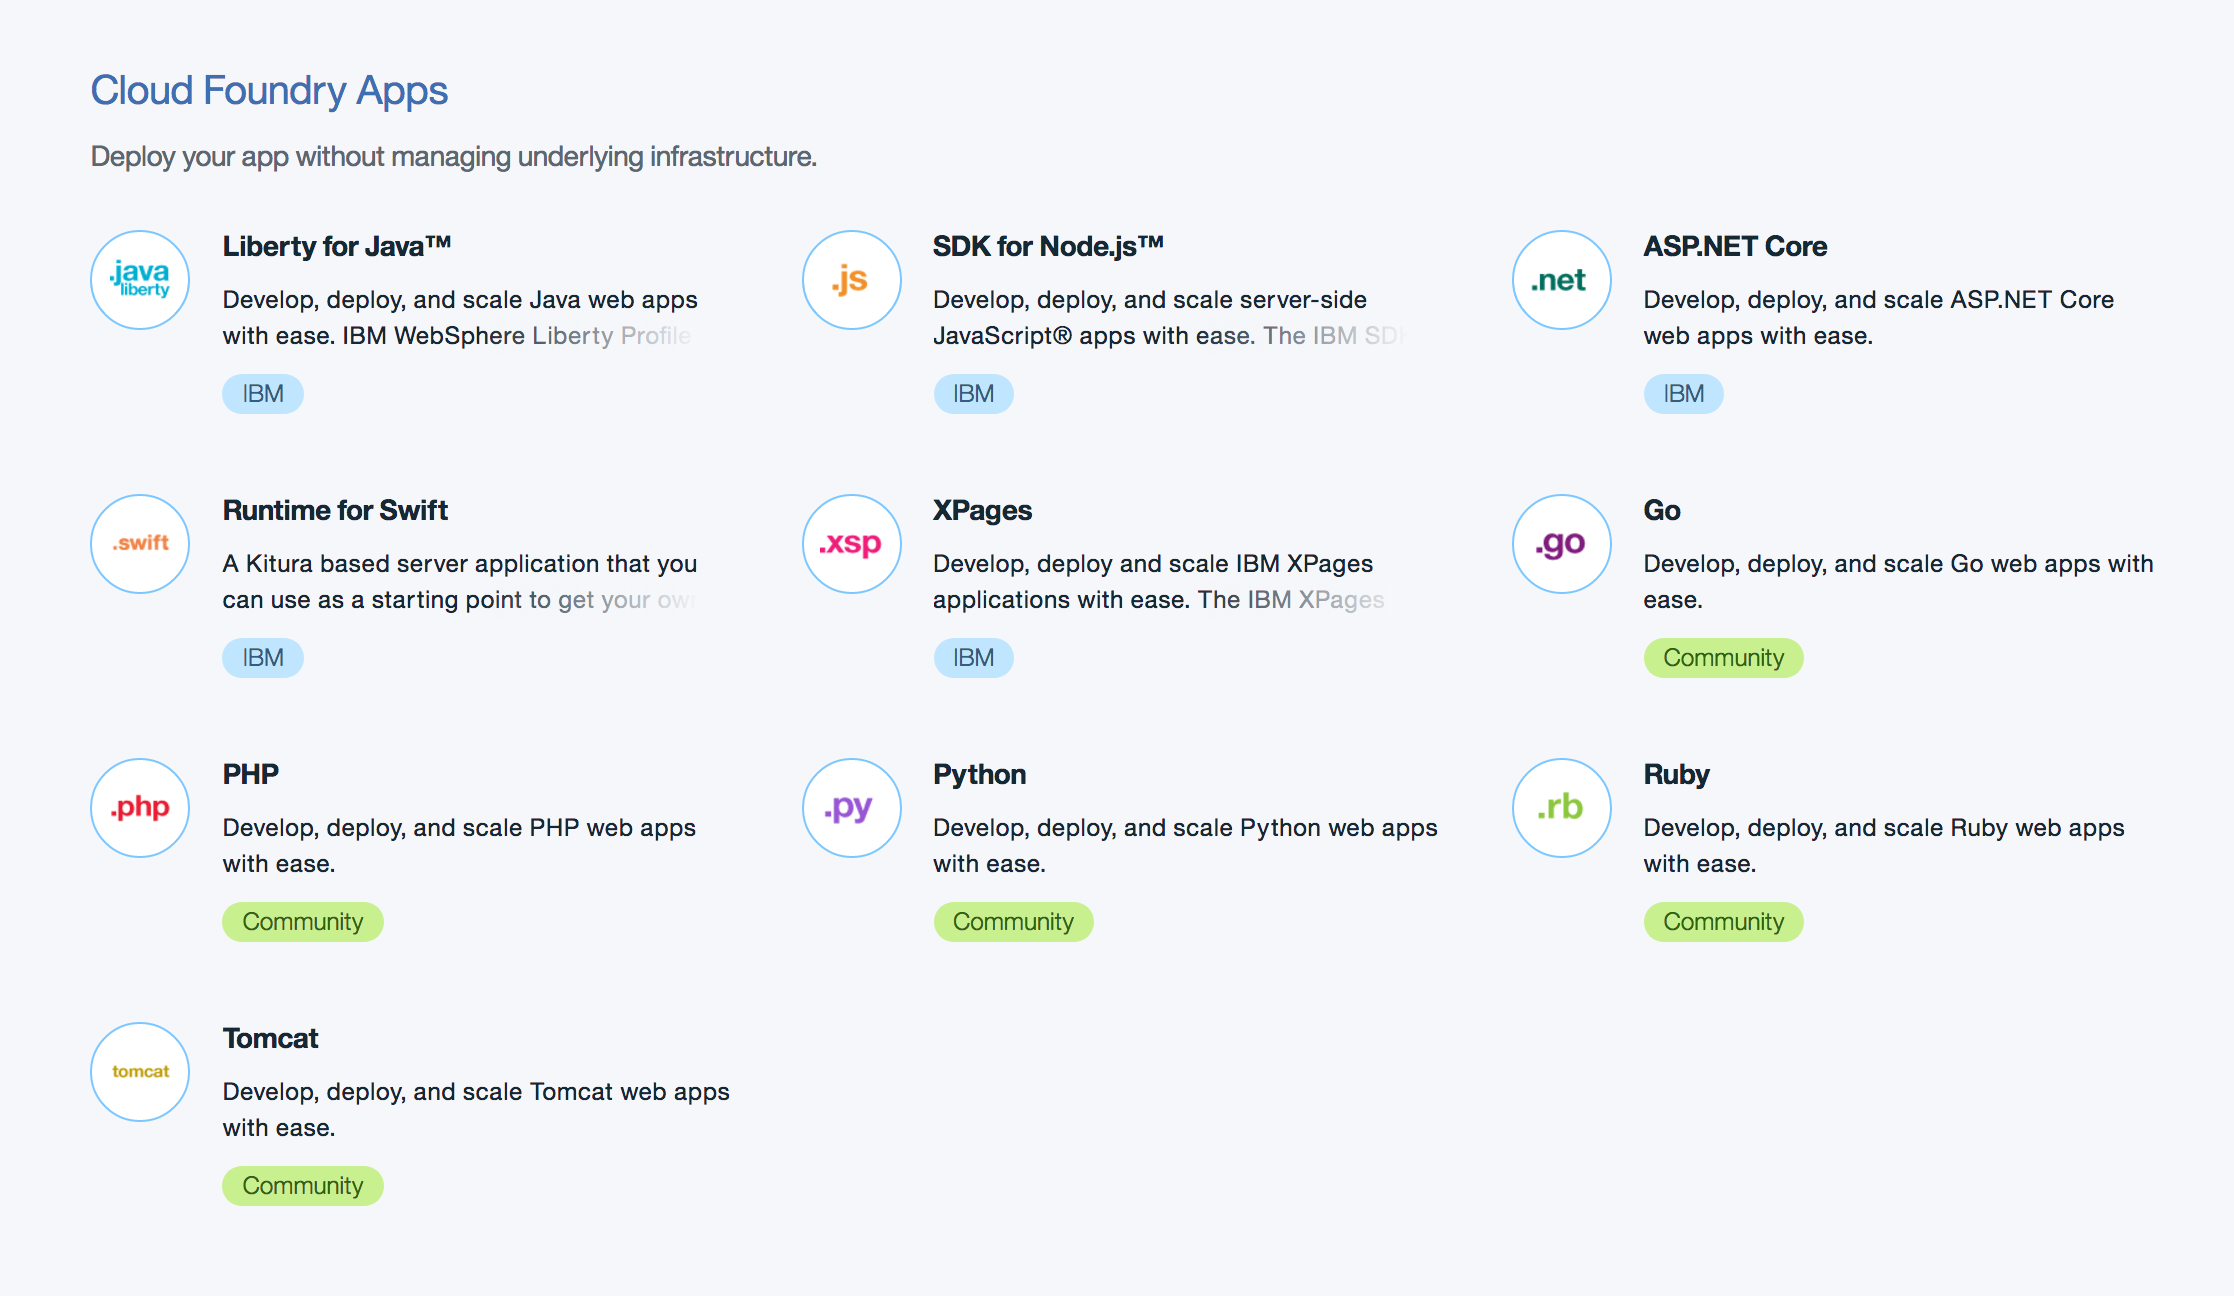 Cloud Foundry Apps
Deploy your app without managing underlying infrastructure.
.java
liberty
Liberty for Java™
Develop, deploy, and scale Java web apps
with ease. IBM WebSphere Liberty Profile
IBM
.js
SDK for Node.js™
Develop, deploy, and scale server-side
JavaScript® apps with ease. The IBM
IBM
.net
ASP.NET Core
Develop, deploy, and scale ASP.NET Core
web apps with ease.
IBM
.swift
Runtime for Swift
A Kitura based server application that you
can use as a starting point to get your own
IBM
.xsp
XPages
Develop, deploy and scale IBM XPages
applications with ease. The IBM XPages
IBM
.go
Go
Develop, deploy, and scale Go web apps with
ease.
Community
.php
PHP
Develop, deploy, and scale PHP web apps
with ease.
Community
.py
Python
Develop, deploy, and scale Python web apps
with ease.
Community
.rb
Ruby
Develop, deploy, and scale Ruby web apps
with ease.
Community
tomcat
Tomcat
Develop, deploy, and scale Tomcat web apps
with ease.
Community